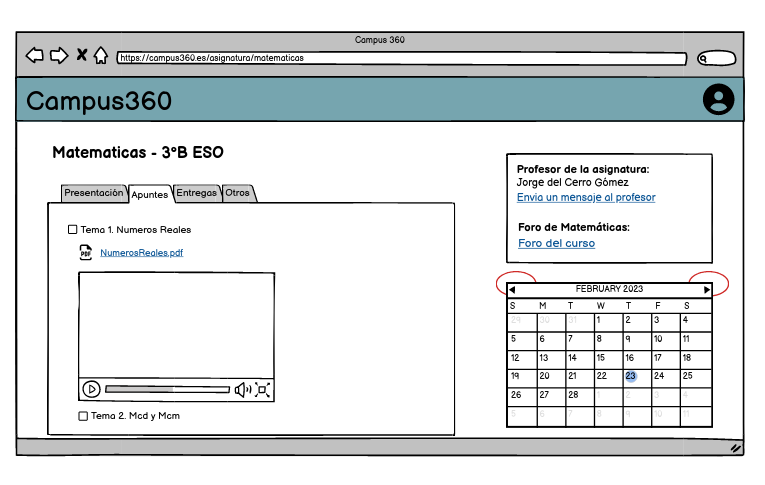 Campus 360
https://campus360.es/asignatura/matematicas
Campus360
Matematicas - 3ºB ESO
Presentación Apuntes Entregas Otros
Tema 1. Numeros Reales
PDF NumerosReales.pdf
Tema 2. Mcd y Mcm
Profesor de la asignatura:
Jorge del Cerro Gómez
Envia un mensaje al profesor
Foro de Matemáticas:
Foro del curso
FEBRUARY 2023
S M T W T F S
29 30 31 1 2 3 4
5 6 7 8 9 10 11
12 13 14 15 16 17 18
19 20 21 22 23 24 25
26 27 28 1 2 3 4
5 6 7 8 9 10 11